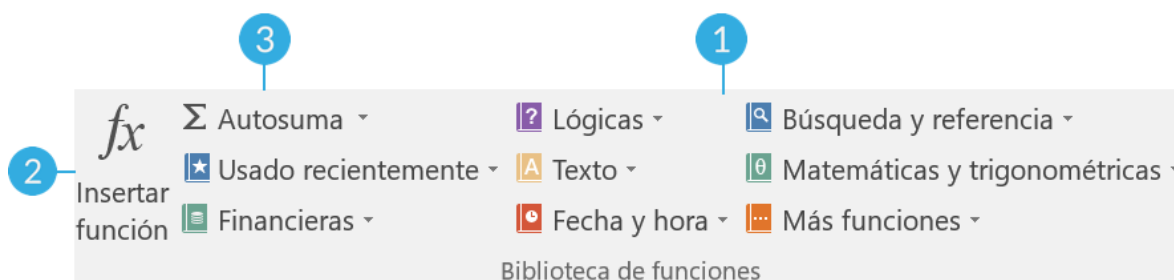 3 1
fx Σ Autosuma Lógicas Búsqueda y referencia
2 Usado recientemente A Texto θ Matemáticas y trigonométricas
Insertar
función Financieras Fecha y hora Más funciones
Biblioteca de funciones